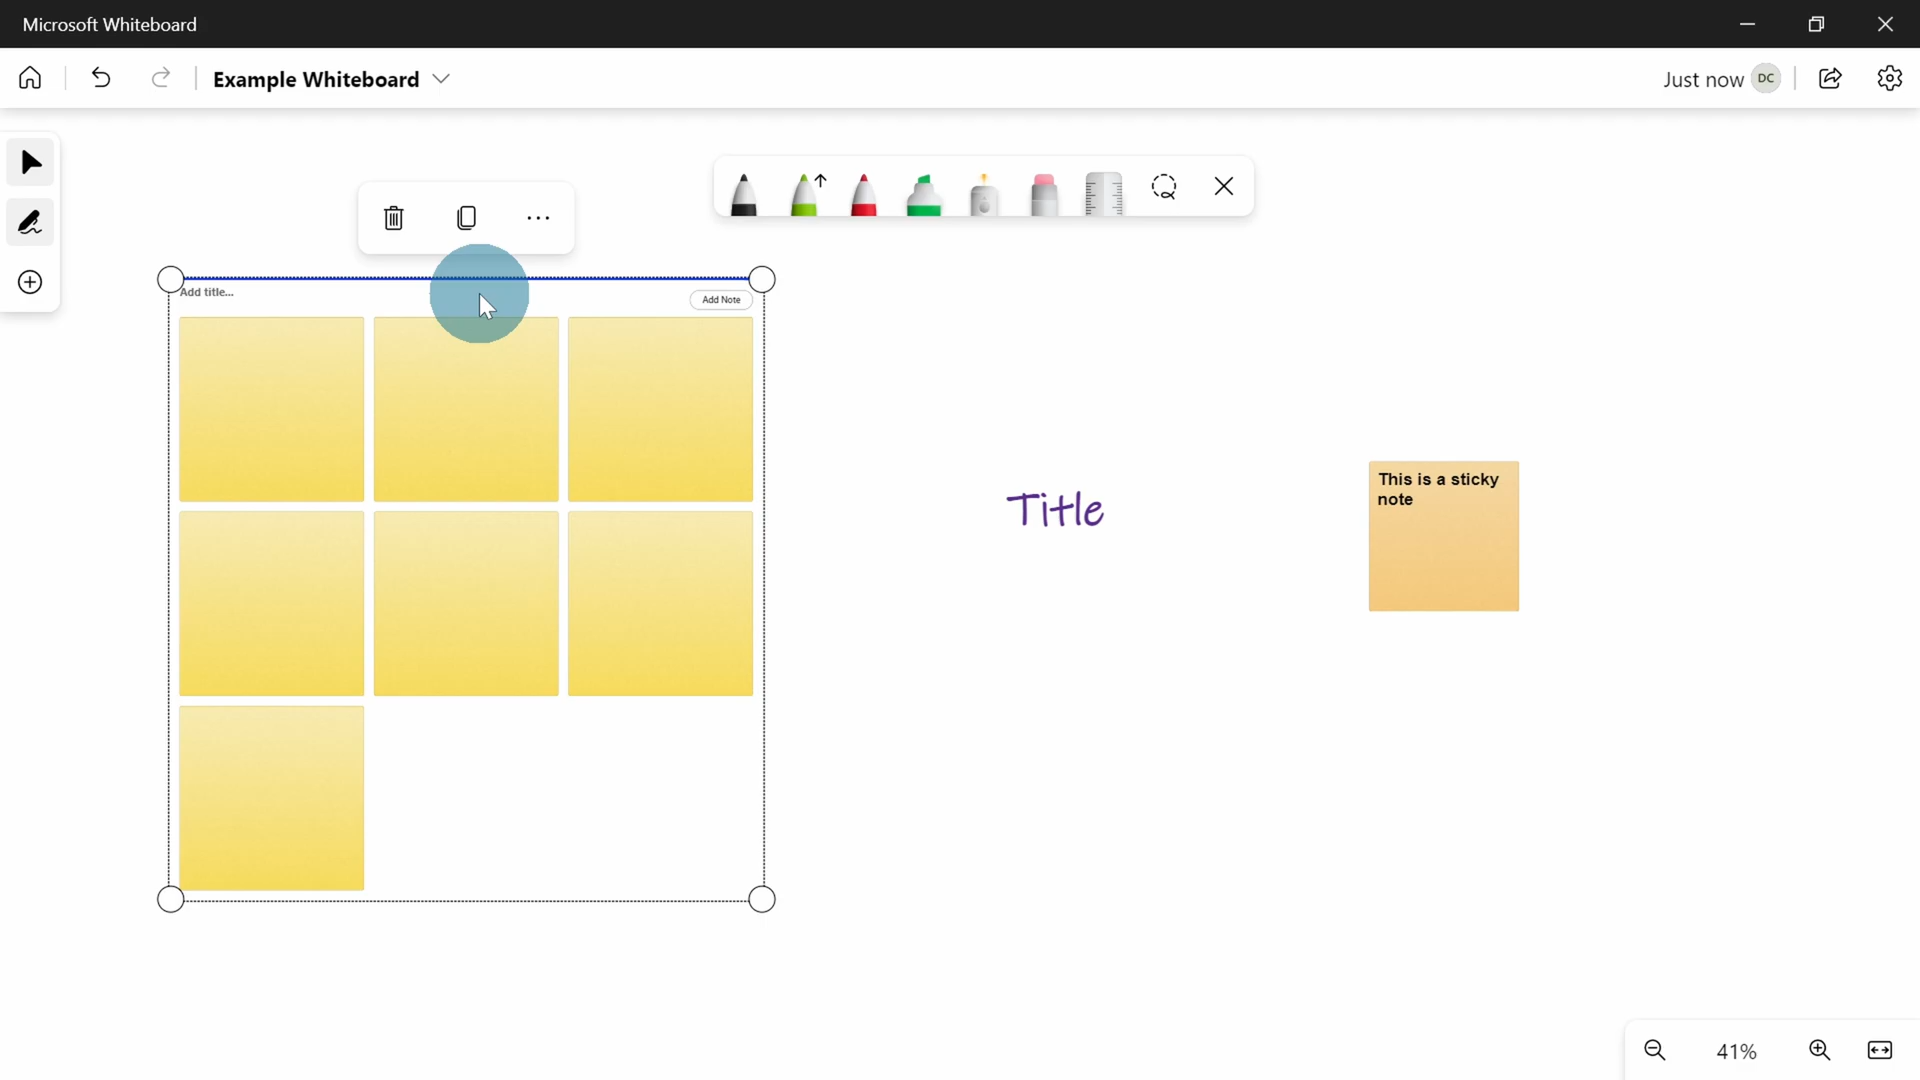 Microsoft Whiteboard
Example Whiteboard
Just now DC
Add title...
Add Note
Title
This is a sticky
note
41%